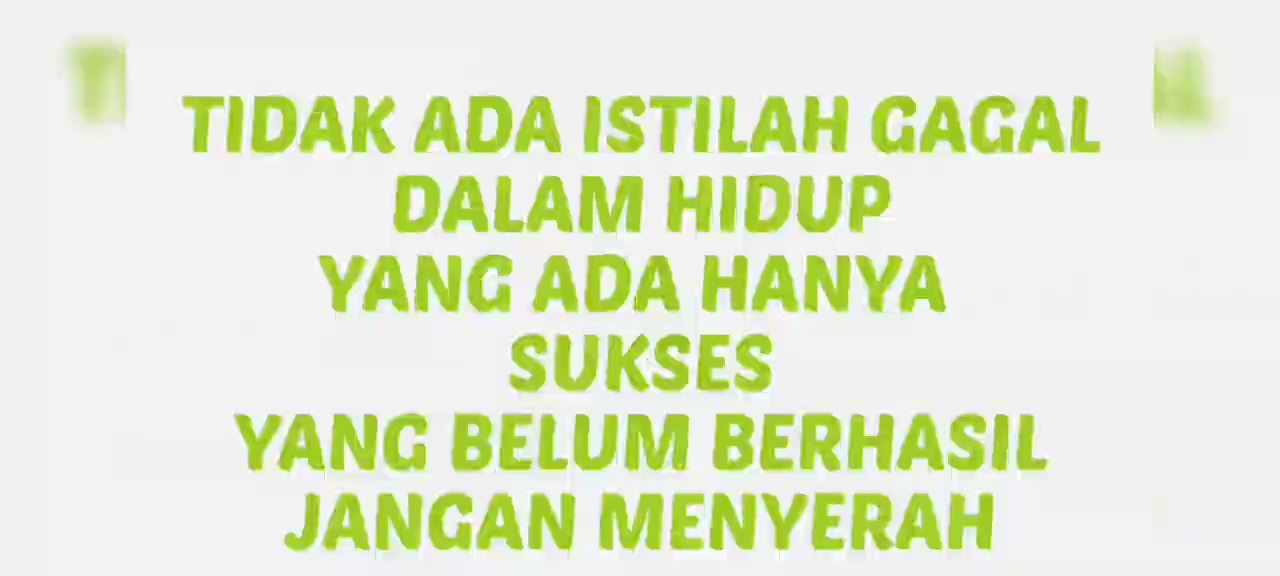 TIDAK ADA ISTILAH GAGAL
DALAM HIDUP
YANG ADA HANYA
SUKSES
YANG BELUM BERHASIL
JANGAN MENYERAH